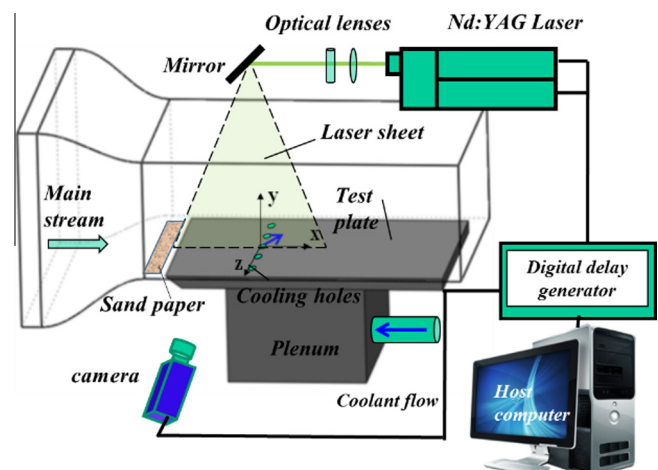 Optical lenses
Nd:YAG Laser
Mirror
Laser sheet
Main
stream
Test
plate
y
x
z
Sand paper
Cooling holes
Digital delay
generator
Plenum
camera
Coolant flow
Host
computer